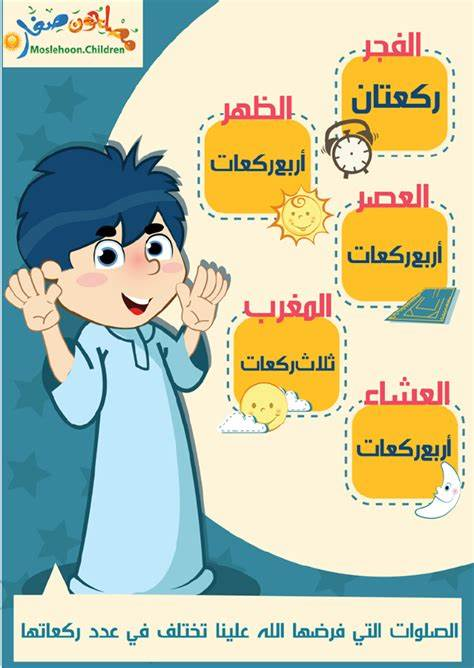 مصلحون صغار
Moslehoon.Children
الفجر
ركعتان
الظهر
أربع ركعات
العصر
أربع ركعات
المغرب
ثلاث ركعات
العشاء
أربع ركعات
الصلوات التي فرضها الله علينا تختلف في عدد ركعاتها